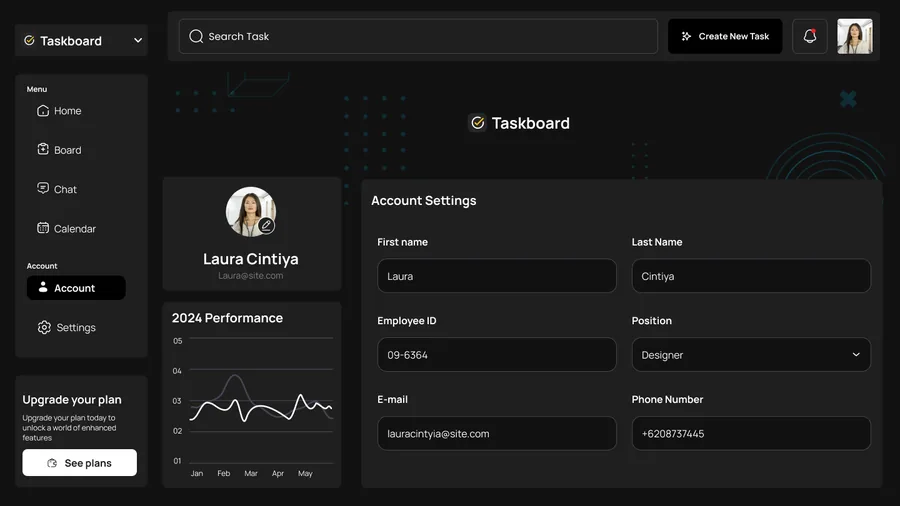 Taskboard
Search Task
Create New Task
Menu
Home
Board
Chat
Calendar
Account
Account
Settings
Upgrade your plan
Upgrade your plan today to
unlock a world of enhanced
features
See plans
Taskboard
Laura Cintiya
Laura@site.com
2024 Performance
05
04
03
02
01
Jan Feb Mar Apr May
Account Settings
First name
Last Name
Laura
Cintiya
Employee ID
Position
09-6364
Designer
E-mail
Phone Number
lauracintyia@site.com
+6208737445